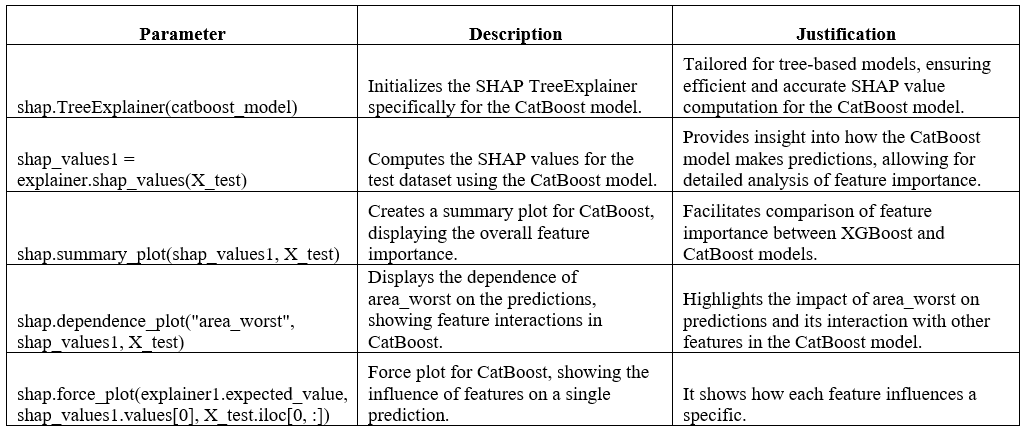 Parameter
Description
Justification
shap.TreeExplainer(catboost_model)
Initializes the SHAP TreeExplainer
specifically for the CatBoost model.
Tailored for tree-based models, ensuring
efficient and accurate SHAP value
computation for the CatBoost model.
shap_values1 =
explainer.shap_values(X_test)
Computes the SHAP values for the
test dataset using the CatBoost model.
Provides insight into how the CatBoost
model makes predictions, allowing for
detailed analysis of feature importance.
shap.summary_plot(shap_values1, X_test)
Creates a summary plot for CatBoost,
displaying the overall feature
importance.
Facilitates comparison of feature
importance between XGBoost and
CatBoost models.
shap.dependence_plot("area_worst",
shap_values1, X_test)
Displays the dependence of
area_worst on the predictions,
showing feature interactions in
CatBoost.
Highlights the impact of area_worst on
predictions and its interaction with other
features in the CatBoost model.
shap.force_plot(explainer1.expected_value,
shap_values1.values[0], X_test.iloc[0, :])
Force plot for CatBoost, showing the
influence of features on a single
prediction.
It shows how each feature influences a
specific.